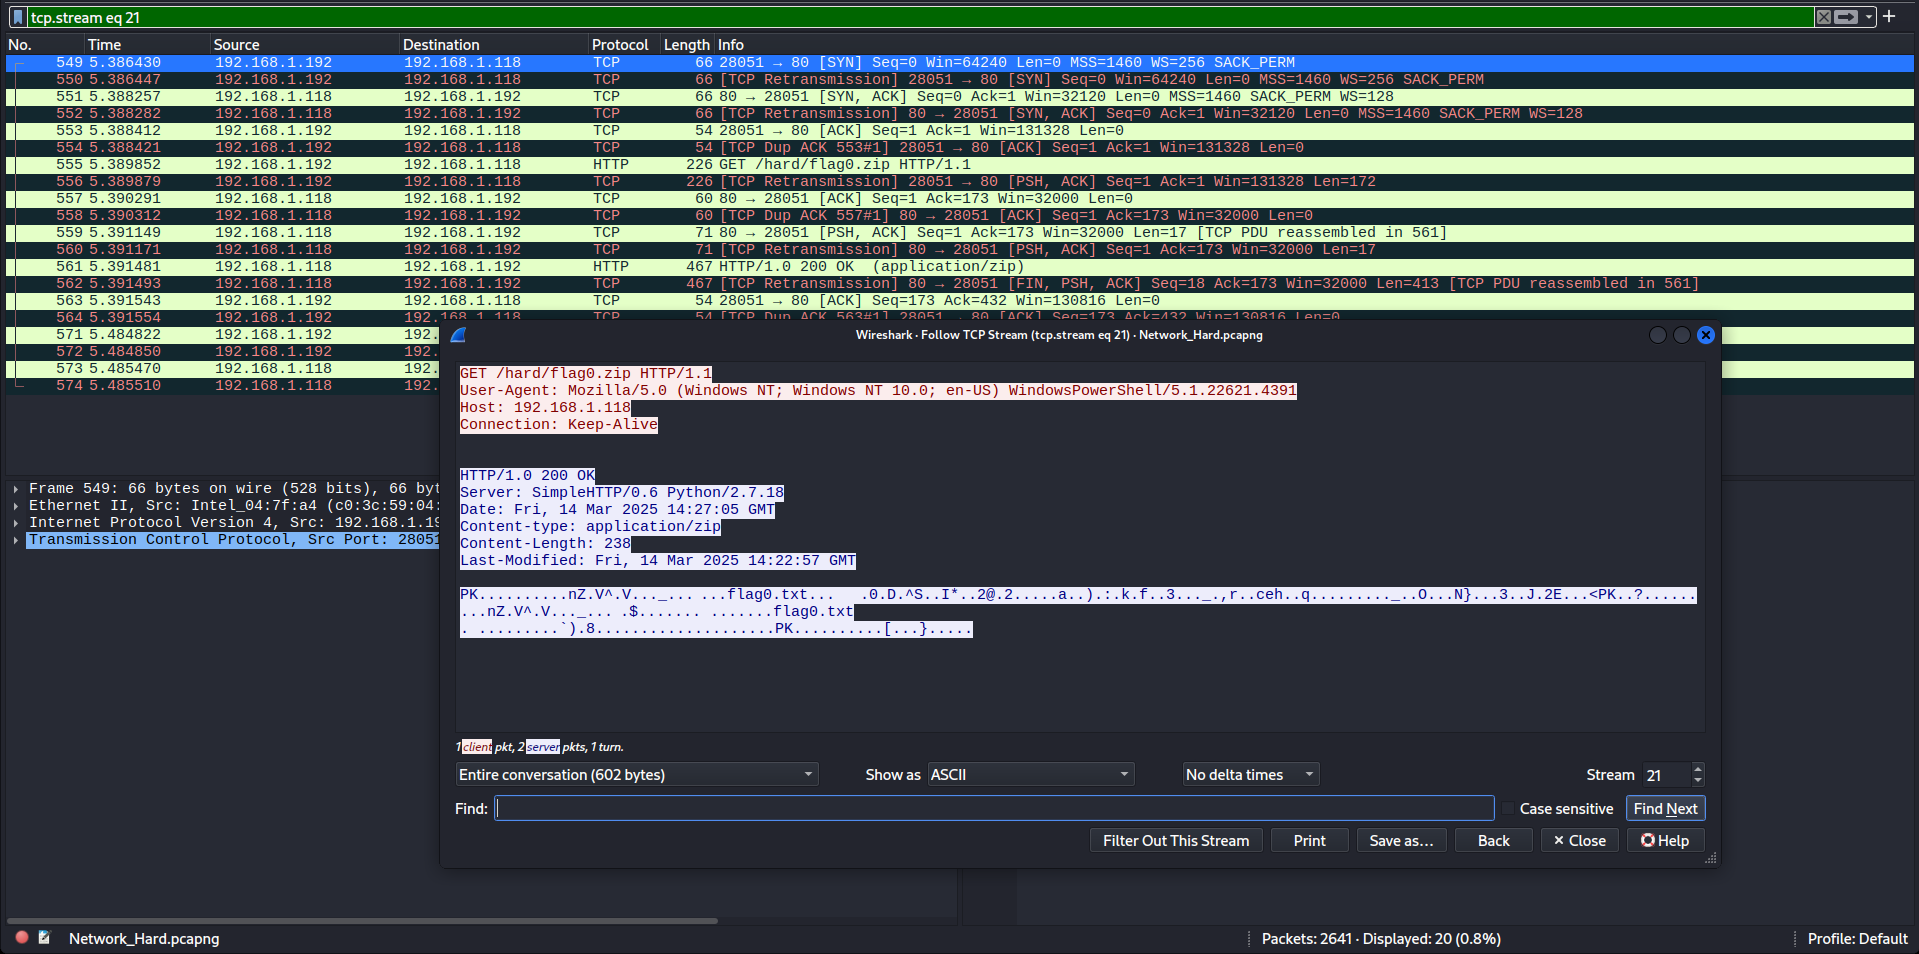 tcp.stream eq 21
No. Time Source Destination Protocol Length Info
549 5.386430 192.168.1.192 192.168.1.118 TCP 66 28051 → 80 [SYN] Seq=0 Win=64240 Len=0 MSS=1460 WS=256 SACK_PERM
550 5.386447 192.168.1.192 192.168.1.118 TCP 66 [TCP Retransmission] 28051 → 80 [SYN] Seq=0 Win=64240 Len=0 MSS=1460 WS=256 SACK_PERM
551 5.388257 192.168.1.118 192.168.1.192 TCP 66 80 → 28051 [SYN, ACK] Seq=0 Ack=1 Win=32120 Len=0 MSS=1460 SACK_PERM WS=128
552 5.388282 192.168.1.118 192.168.1.192 TCP 66 [TCP Retransmission] 80 → 28051 [SYN, ACK] Seq=0 Ack=1 Win=32120 Len=0 MSS=1460 SACK_PERM WS=128
553 5.388412 192.168.1.192 192.168.1.118 TCP 54 28051 → 80 [ACK] Seq=1 Ack=1 Win=131328 Len=0
554 5.388421 192.168.1.192 192.168.1.118 TCP 54 [TCP Dup ACK 553#1] 28051 → 80 [ACK] Seq=1 Ack=1 Win=131328 Len=0
555 5.389852 192.168.1.192 192.168.1.118 HTTP 226 GET /hard/flag0.zip HTTP/1.1
556 5.389879 192.168.1.192 192.168.1.118 TCP 226 [TCP Retransmission] 28051 → 80 [PSH, ACK] Seq=1 Ack=1 Win=131328 Len=172
557 5.390291 192.168.1.118 192.168.1.192 TCP 60 80 → 28051 [ACK] Seq=1 Ack=173 Win=32000 Len=0
558 5.390312 192.168.1.118 192.168.1.192 TCP 60 [TCP Dup ACK 557#1] 80 → 28051 [ACK] Seq=1 Ack=173 Win=32000 Len=0
559 5.391149 192.168.1.118 192.168.1.192 TCP 71 80 → 28051 [PSH, ACK] Seq=1 Ack=173 Win=32000 Len=17 [TCP PDU reassembled in 561]
560 5.391171 192.168.1.118 192.168.1.192 TCP 71 [TCP Retransmission] 80 → 28051 [PSH, ACK] Seq=1 Ack=173 Win=32000 Len=17
561 5.391481 192.168.1.118 192.168.1.192 HTTP 467 HTTP/1.0 200 OK  (application/zip)
562 5.391493 192.168.1.118 192.168.1.192 TCP 467 [TCP Retransmission] 80 → 28051 [FIN, PSH, ACK] Seq=18 Ack=173 Win=32000 Len=413 [TCP PDU reassembled in 561]
563 5.391543 192.168.1.192 192.168.1.118 TCP 54 28051 → 80 [ACK] Seq=173 Ack=432 Win=130816 Len=0
564 5.391554 192.168.1.192 192.168.1.118 TCP 54 [TCP Dup ACK 563#1] 28051 → 80 [ACK] Seq=173 Ack=432 Win=130816 Len=0
571 5.484822 192.168.1.192 192.
572 5.484850 192.168.1.192 192.
573 5.485470 192.168.1.118 192.
574 5.485510 192.168.1.118 192.
Wireshark · Follow TCP Stream (tcp.stream eq 21) · Network_Hard.pcapng
GET /hard/flag0.zip HTTP/1.1
User-Agent: Mozilla/5.0 (Windows NT; Windows NT 10.0; en-US) WindowsPowerShell/5.1.22621.4391
Host: 192.168.1.118
Connection: Keep-Alive
HTTP/1.0 200 OK
Server: SimpleHTTP/0.6 Python/2.7.18
Date: Fri, 14 Mar 2025 14:27:05 GMT
Content-type: application/zip
Content-Length: 238
Last-Modified: Fri, 14 Mar 2025 14:22:57 GMT
PK..........nZ.V^.V..._... ...flag0.txt...   .0.D.^S..I*..2@.2.....a..).:.k.f..3..._.,r..ceh..q........._..O...N}...3..J.2E...<PK..?......
...nZ.V^.V..._... .$....... .......flag0.txt
. .........`).8....................PK..........[...}.....
1 client pkt, 2 server pkts, 1 turn.
Entire conversation (602 bytes) Show as ASCII No delta times Stream 21
Find: Case sensitive Find Next
Filter Out This Stream Print Save as... Back Close Help
Frame 549: 66 bytes on wire (528 bits), 66 byt
Ethernet II, Src: Intel_04:7f:a4 (c0:3c:59:04:
Internet Protocol Version 4, Src: 192.168.1.19
Transmission Control Protocol, Src Port: 28051
Network_Hard.pcapng Packets: 2641 · Displayed: 20 (0.8%) Profile: Default